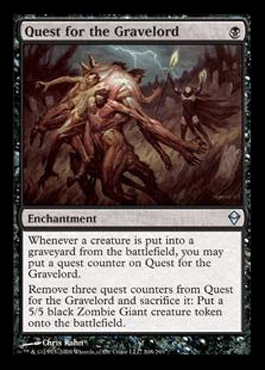 Quest for the Gravelord
Enchantment
Whenever a creature is put into a
graveyard from the battlefield, you may
put a quest counter on Quest for the
Gravelord.
Remove three quest counters from Quest
for the Gravelord and sacrifice it: Put a
5/5 black Zombie Giant creature token
onto the battlefield.
Chris Rahn